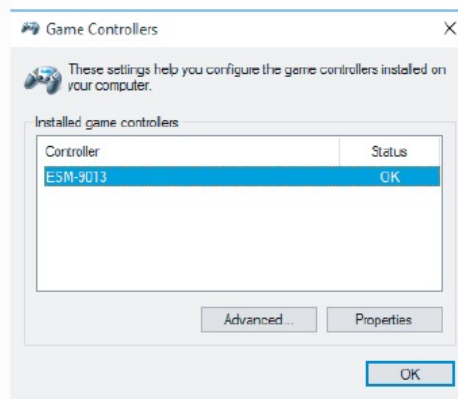 Game Controllers
These settings help you configure the game controllers installed on
your computer.
Installed game controllers
Controller Status
ESM-9013 OK
Advanced... Properties
OK